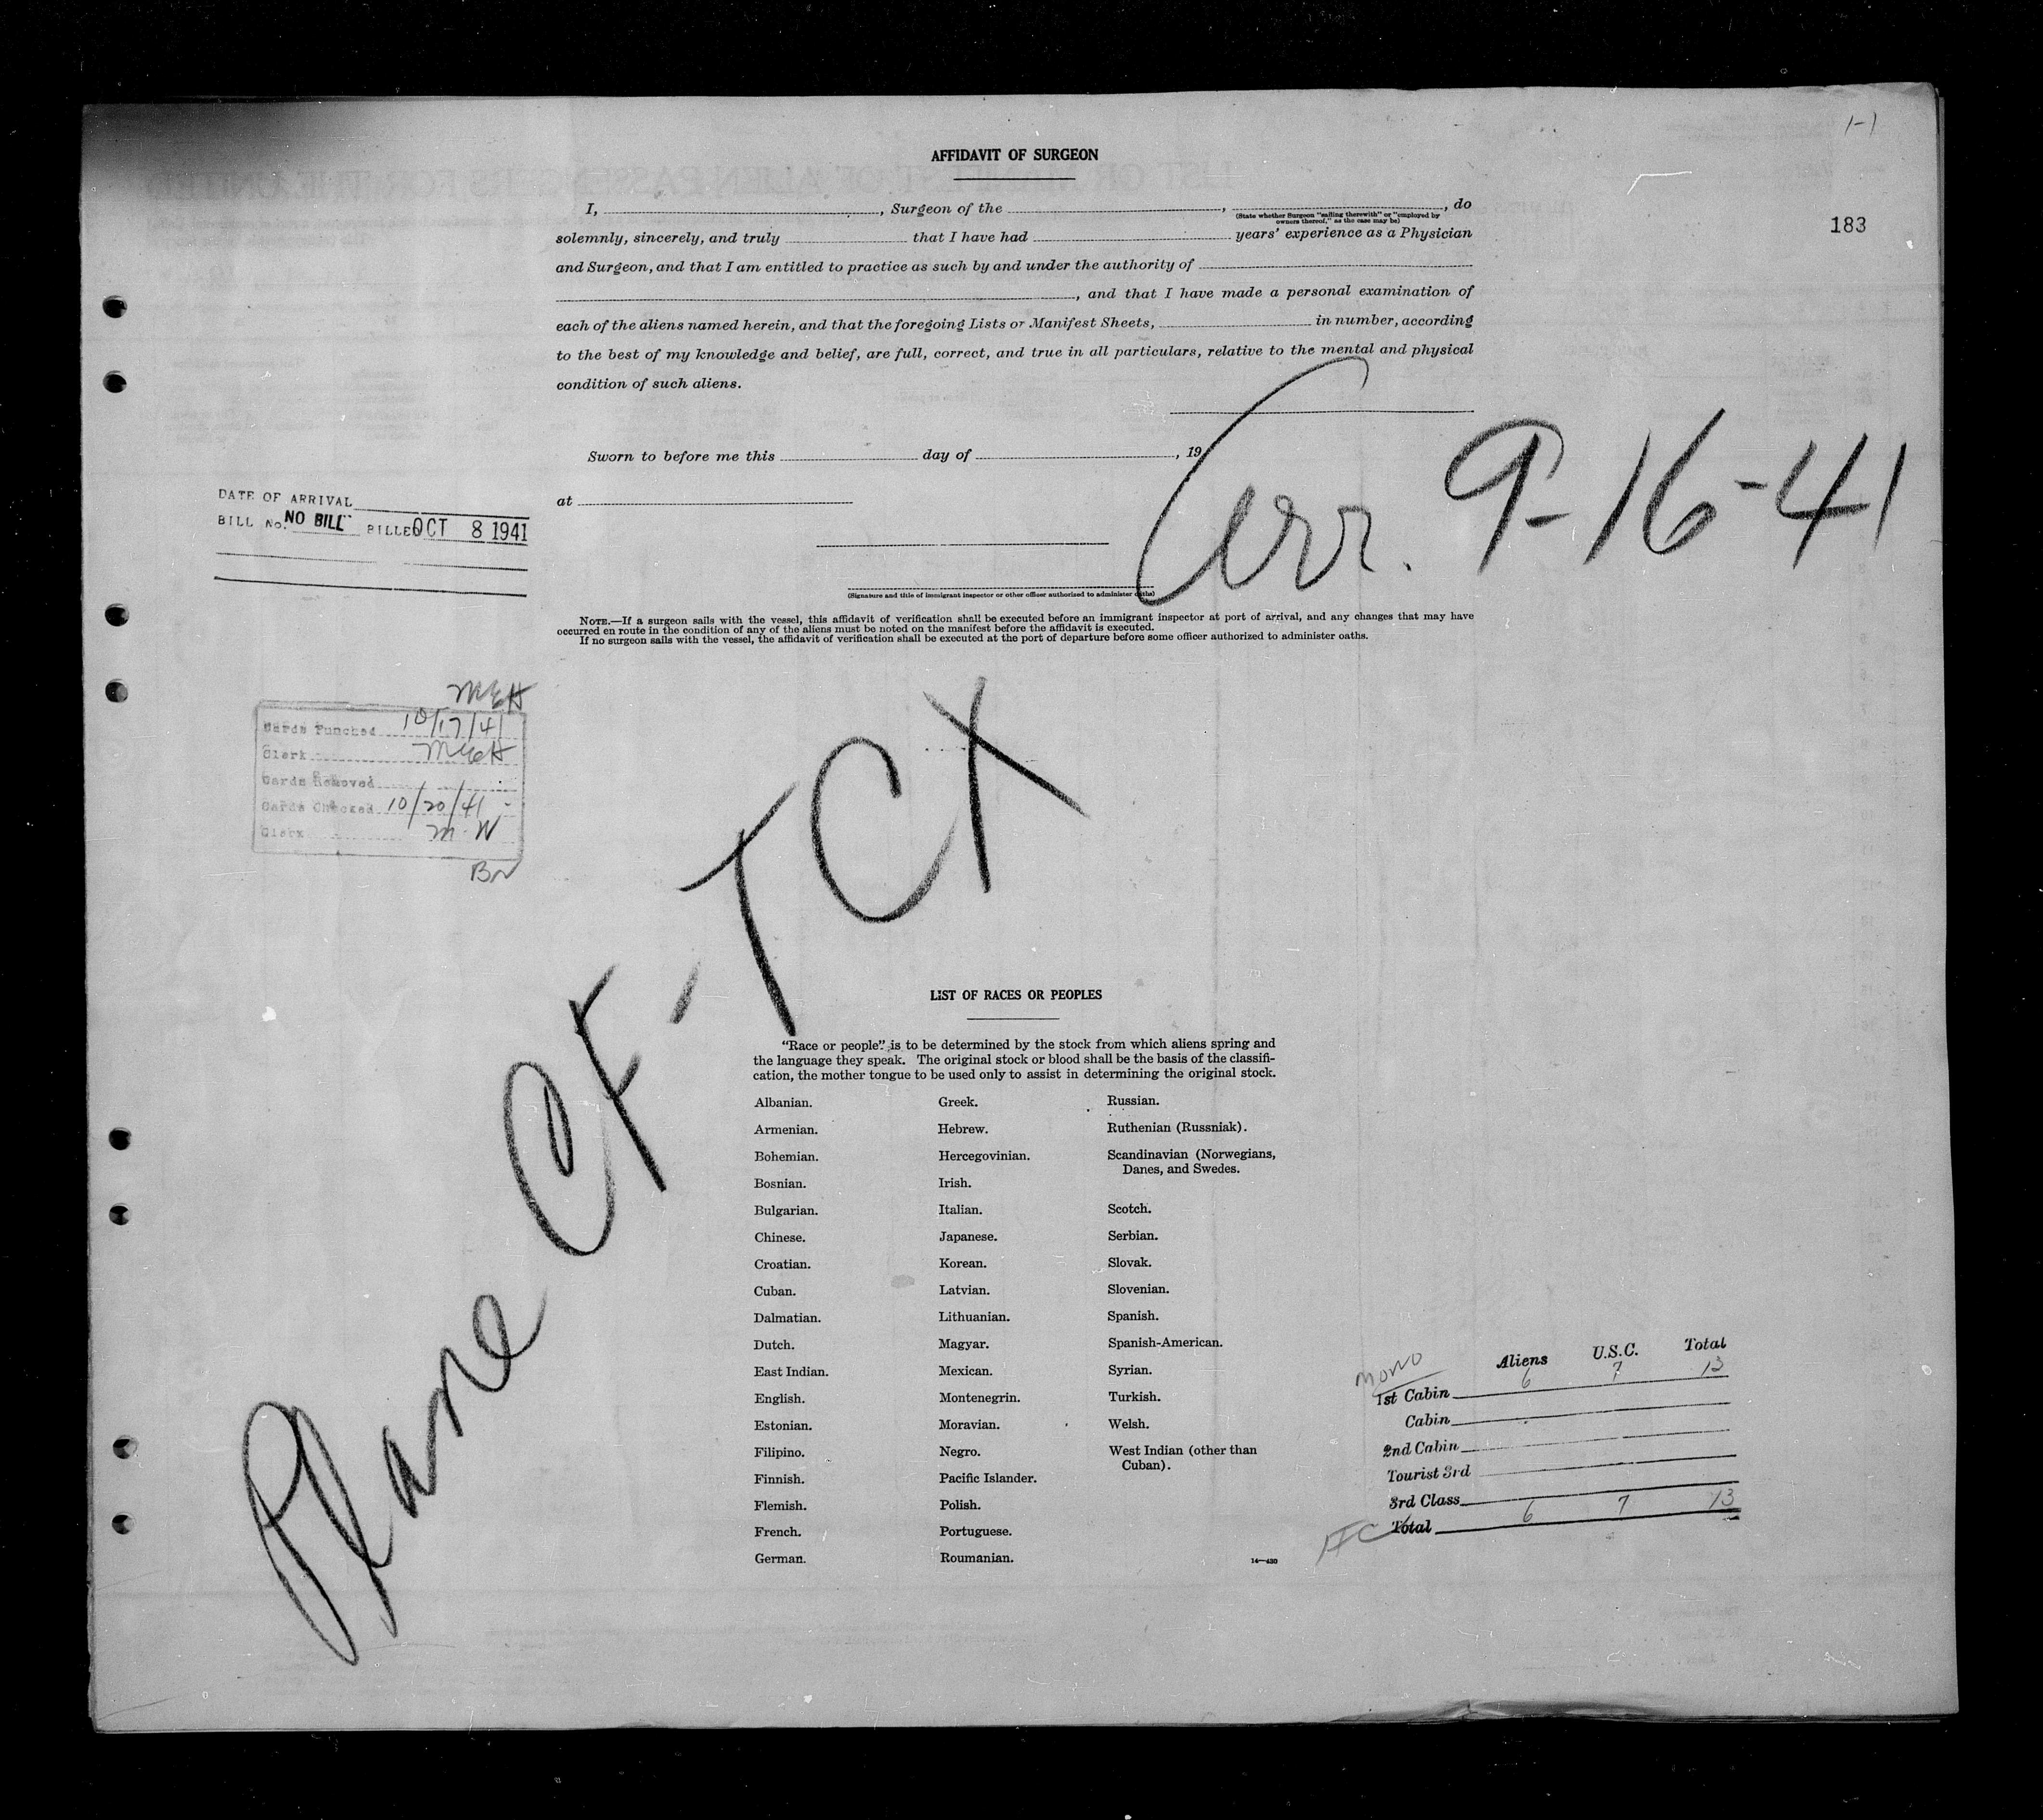 1-1
AFFIDAVIT OF SURGEON
183
I, , Surgeon of the , , do
(State whether Surgeon "sailing therewith" or "employed by
owners thereof," as the case may be)
solemnly, sincerely, and truly that I have had years' experience as a Physician
and Surgeon, and that I am entitled to practice as such by and under the authority of
, and that I have made a personal examination of
each of the aliens named herein, and that the foregoing Lists or Manifest Sheets, in number, according
to the best of my knowledge and belief, are full, correct, and true in all particulars, relative to the mental and physical
condition of such aliens.
Sworn to before me this day of , 19
at
Arr. 9-16-41
DATE OF ARRIVAL
BILL No. NO BILL BILLED OCT 8 1941
(Signature and title of immigrant inspector or other officer authorized to administer oaths)
NOTE.—If a surgeon sails with the vessel, this affidavit of verification shall be executed before an immigrant inspector at port of arrival, and any changes that may have
occurred en route in the condition of any of the aliens must be noted on the manifest before the affidavit is executed.
If no surgeon sails with the vessel, the affidavit of verification shall be executed at the port of departure before some officer authorized to administer oaths.
Cards Punched 10/17/41
Clerk
Cards Removed
Cards Checked 10/20/41
Clerk M. W
Plane CF-TCX
LIST OF RACES OR PEOPLES
"Race or people" is to be determined by the stock from which aliens spring and
the language they speak. The original stock or blood shall be the basis of the classifi-
cation, the mother tongue to be used only to assist in determining the original stock.
Albanian.
Armenian.
Bohemian.
Bosnian.
Bulgarian.
Chinese.
Croatian.
Cuban.
Dalmatian.
Dutch.
East Indian.
English.
Estonian.
Filipino.
Finnish.
Flemish.
French.
German.
Greek.
Hebrew.
Hercegovinian.
Irish.
Italian.
Japanese.
Korean.
Latvian.
Lithuanian.
Magyar.
Mexican.
Montenegrin.
Moravian.
Negro.
Pacific Islander.
Polish.
Portuguese.
Roumanian.
Russian.
Ruthenian (Russniak).
Scandinavian (Norwegians,
Danes, and Swedes.
Scotch.
Serbian.
Slovak.
Slovenian.
Spanish.
Spanish-American.
Syrian.
Turkish.
Welsh.
West Indian (other than
Cuban).
14—430
Aliens U.S.C. Total
1st Cabin 6 7 13
Cabin
2nd Cabin
Tourist 3rd
3rd Class
Total 6 7 13